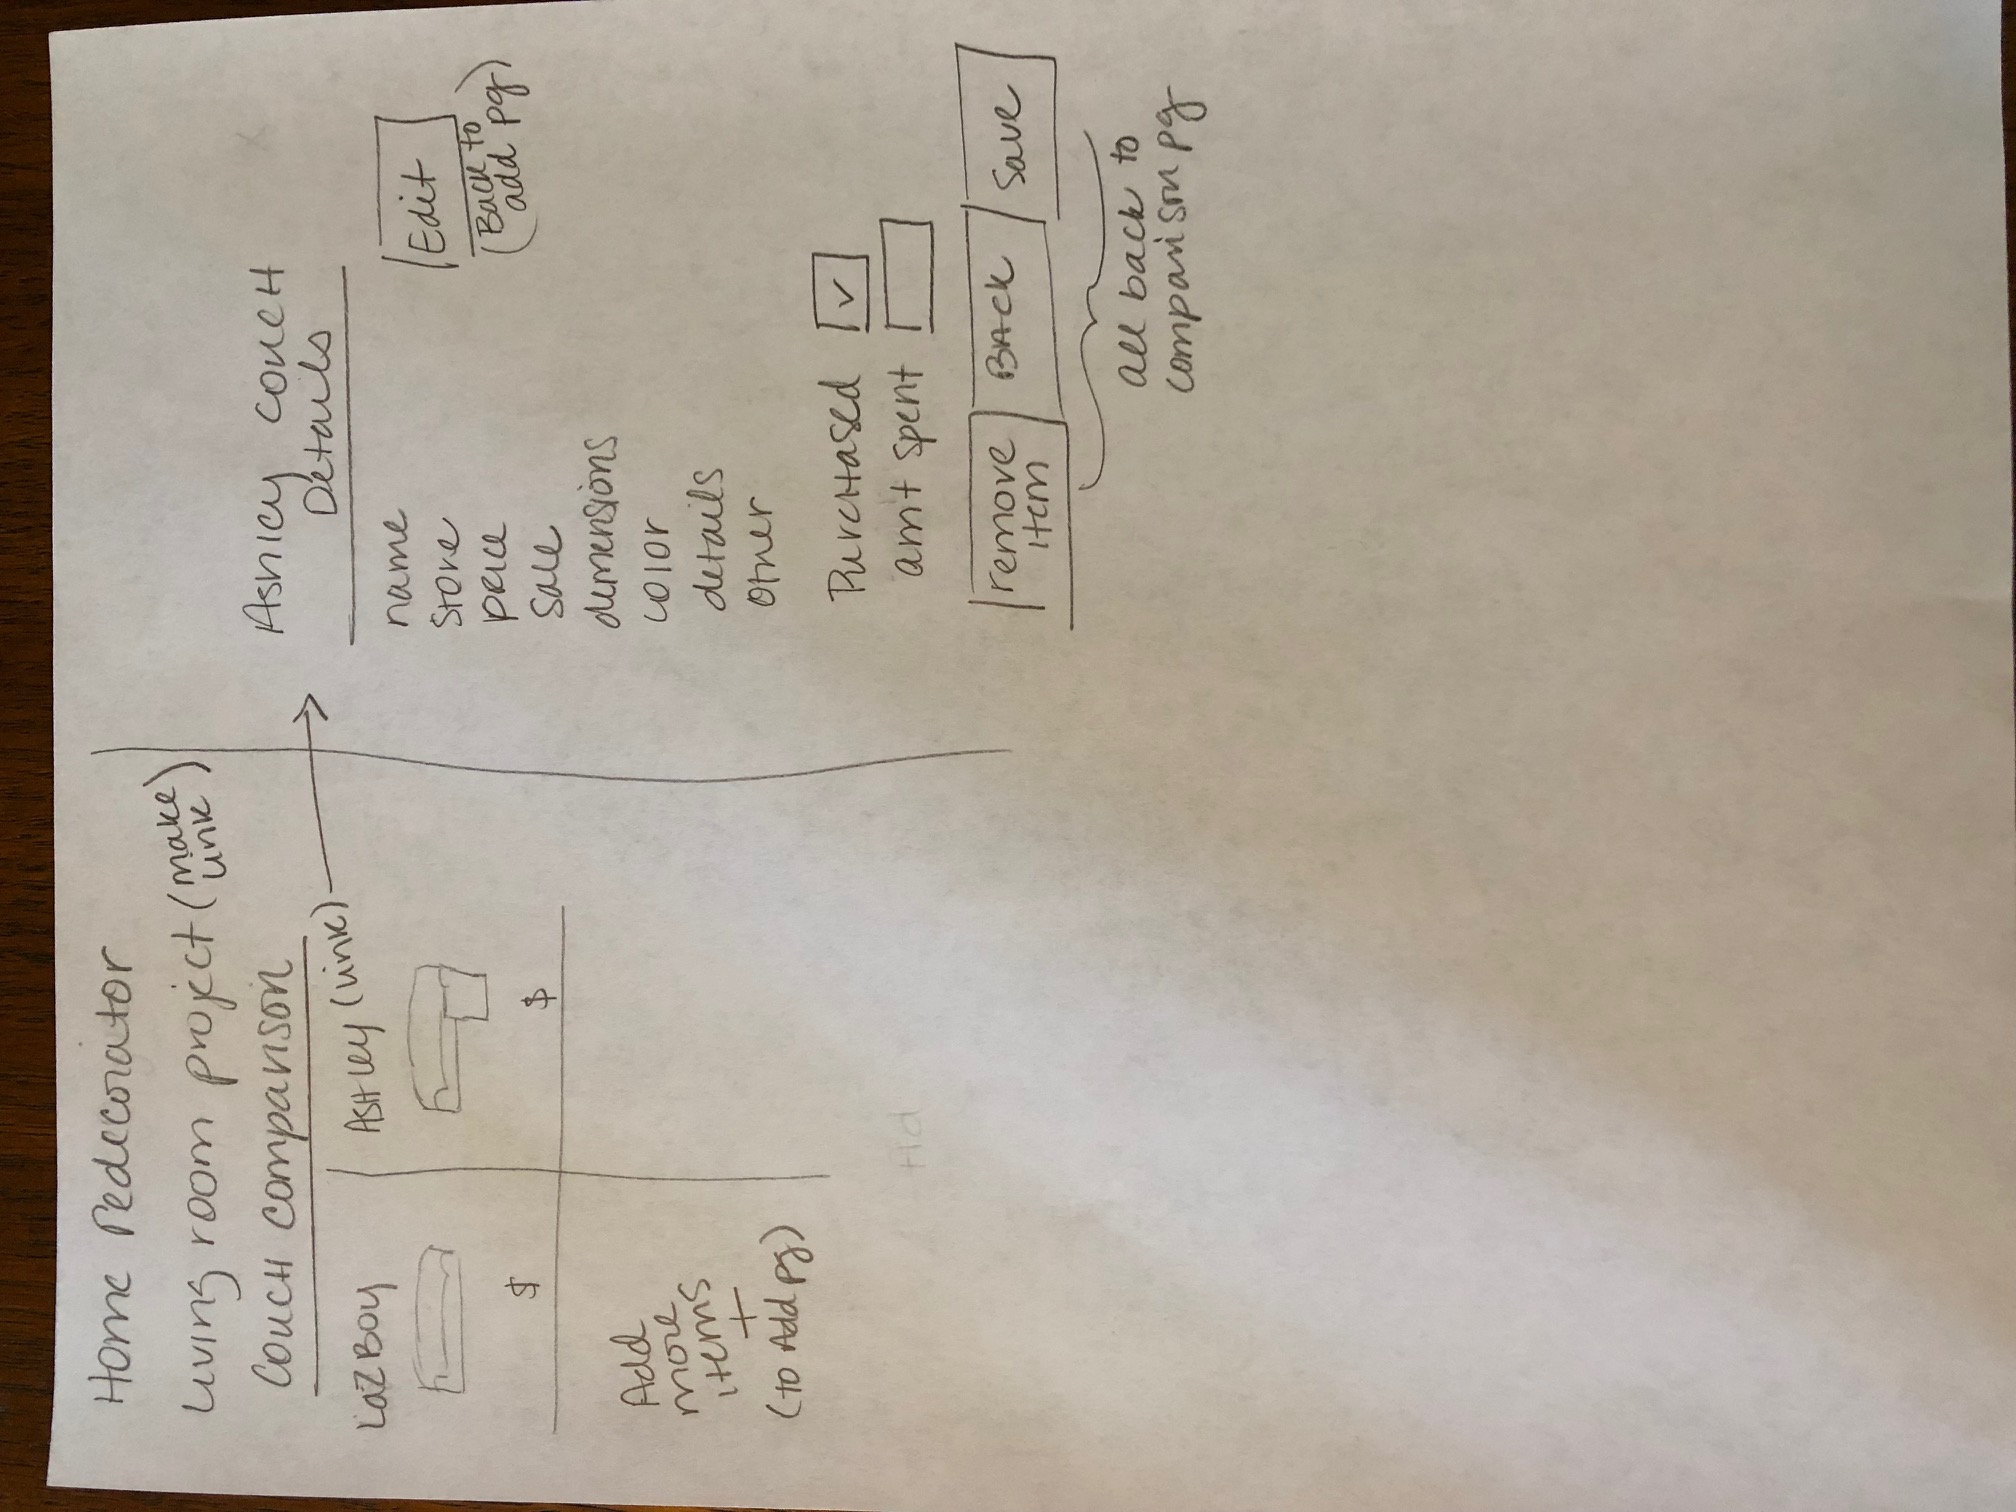 Home Redecorator
Living room project (make link)
Couch comparison
LaZBoy
Ashley (link)
$
$
Add
more
items
+
(to Add pg)
Ashley couch
Details
name
Store
price
Sale
demensions
color
details
other
Edit
(Back to
add pg)
Purchased ✓
amt spent
remove
item
Back
Save
all back to
comparison pg